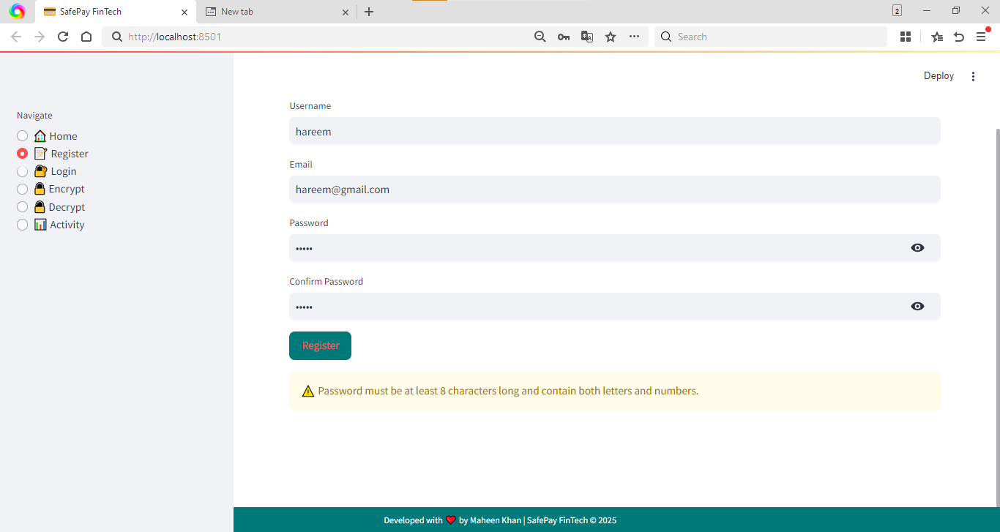 SafePay FinTech
New tab
2
http://localhost:8501
Search
Deploy
Navigate
🏠 Home
📝 Register
🔐 Login
🔒 Encrypt
🔒 Decrypt
📊 Activity
Username
hareem
Email
hareem@gmail.com
Password
•••••
Confirm Password
•••••
Register
⚠️ Password must be at least 8 characters long and contain both letters and numbers.
Developed with ❤️ by Maheen Khan | SafePay FinTech © 2025